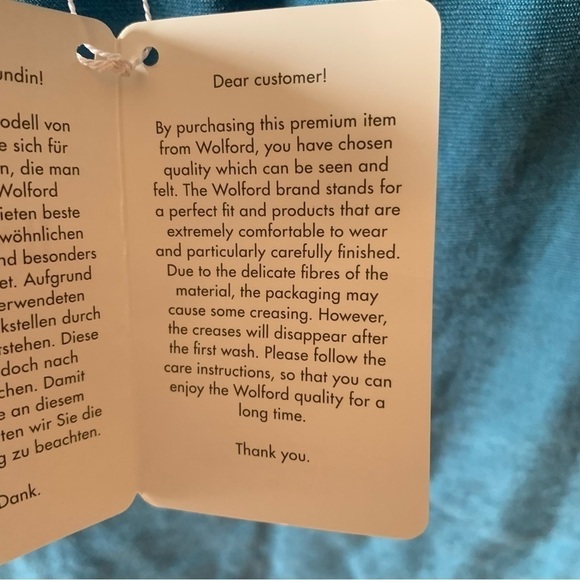 ndin!
odell von
e sich für
n, die man
Wolford
ieten beste
wöhnlichen
nd besonders
et. Aufgrund
erwendeten
kstellen durch
rstehen. Diese
doch nach
chen. Damit
e an diesem
ten wir Sie die
g zu beachten.
Dank.
Dear customer!
By purchasing this premium item
from Wolford, you have chosen
quality which can be seen and
felt. The Wolford brand stands for
a perfect fit and products that are
extremely comfortable to wear
and particularly carefully finished.
Due to the delicate fibres of the
material, the packaging may
cause some creasing. However,
the creases will disappear after
the first wash. Please follow the
care instructions, so that you can
enjoy the Wolford quality for a
long time.
Thank you.